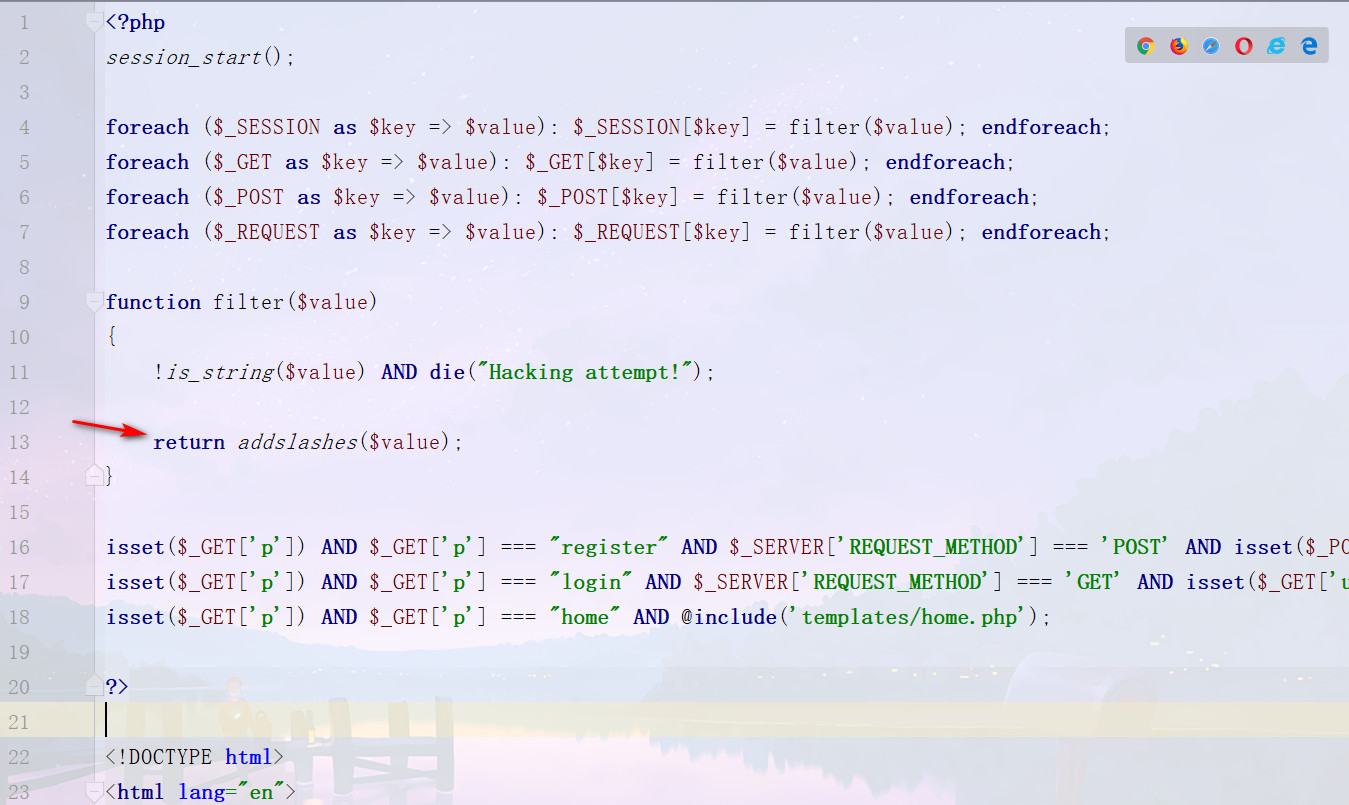 1 <?php
2 session_start();
3
4 foreach ($_SESSION as $key => $value): $_SESSION[$key] = filter($value); endforeach;
5 foreach ($_GET as $key => $value): $_GET[$key] = filter($value); endforeach;
6 foreach ($_POST as $key => $value): $_POST[$key] = filter($value); endforeach;
7 foreach ($_REQUEST as $key => $value): $_REQUEST[$key] = filter($value); endforeach;
8
9 function filter($value)
10 {
11 !is_string($value) AND die("Hacking attempt!");
12
13 return addslashes($value);
14 }
15
16 isset($_GET['p']) AND $_GET['p'] === "register" AND $_SERVER['REQUEST_METHOD'] === 'POST' AND isset($_PO
17 isset($_GET['p']) AND $_GET['p'] === "login" AND $_SERVER['REQUEST_METHOD'] === 'GET' AND isset($_GET['u
18 isset($_GET['p']) AND $_GET['p'] === "home" AND @include('templates/home.php');
19
20 ?>
21
22 <!DOCTYPE html>
23 <html lang="en">